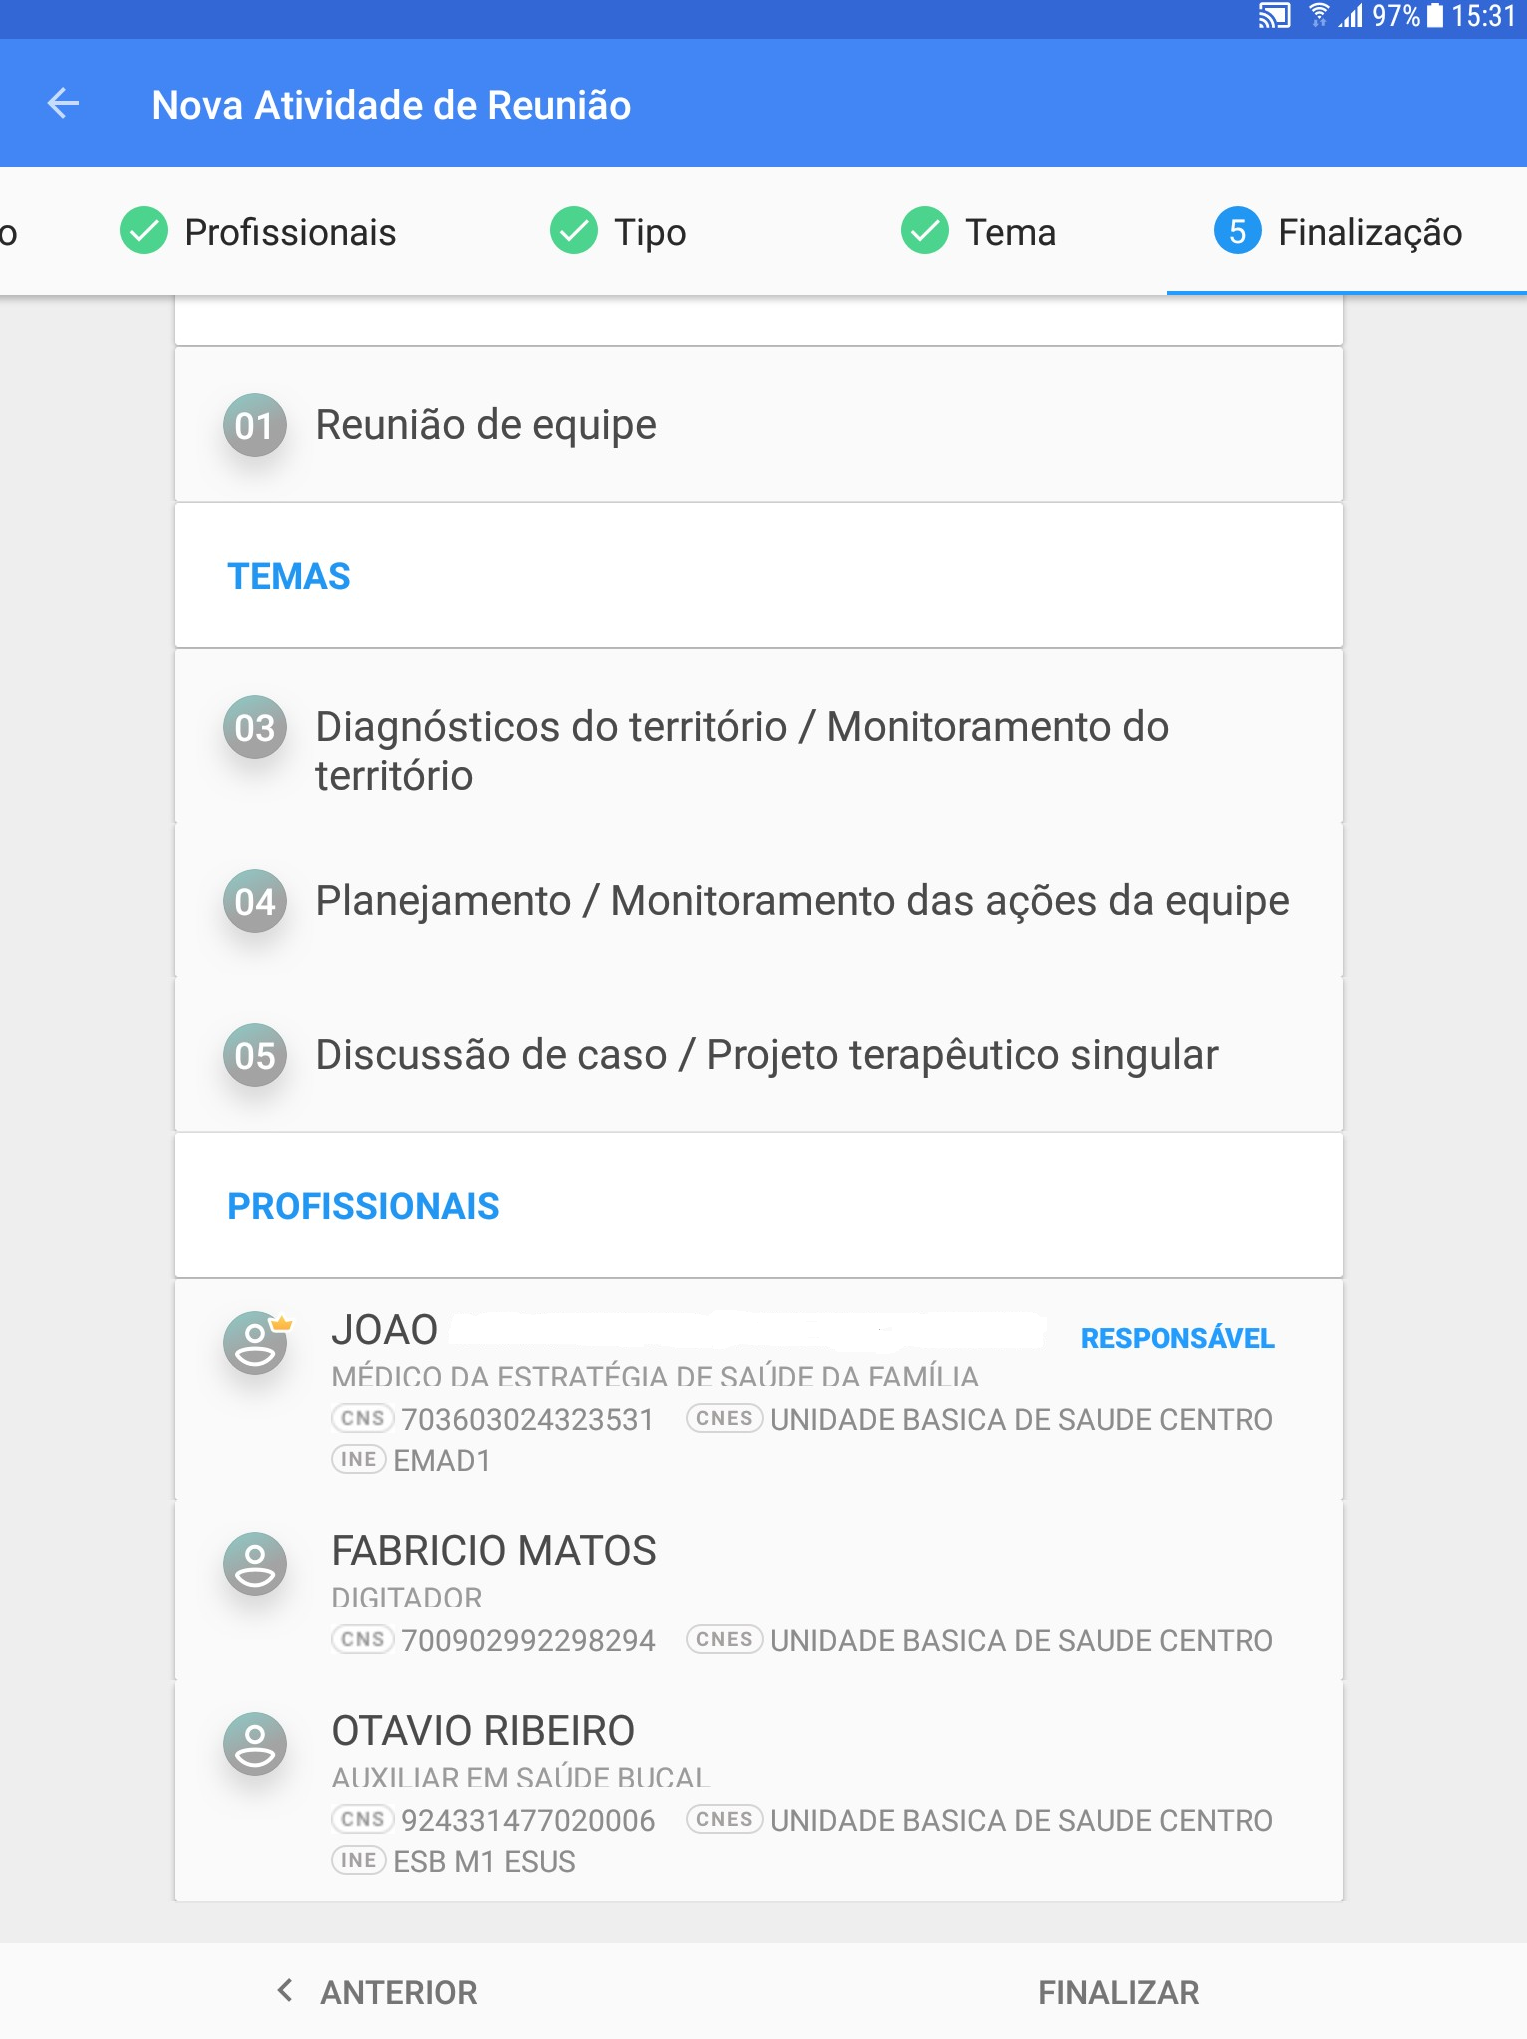 97% 15:31
Nova Atividade de Reunião
o Profissionais Tipo Tema 5 Finalização
01 Reunião de equipe
TEMAS
03 Diagnósticos do território / Monitoramento do
território
04 Planejamento / Monitoramento das ações da equipe
05 Discussão de caso / Projeto terapêutico singular
PROFISSIONAIS
JOAO RESPONSÁVEL
MÉDICO DA ESTRATÉGIA DE SAÚDE DA FAMÍLIA
CNS 703603024323531 CNES UNIDADE BASICA DE SAUDE CENTRO
INE EMAD1
FABRICIO MATOS
DIGITADOR
CNS 700902992298294 CNES UNIDADE BASICA DE SAUDE CENTRO
OTAVIO RIBEIRO
AUXILIAR EM SAÚDE BUCAL
CNS 924331477020006 CNES UNIDADE BASICA DE SAUDE CENTRO
INE ESB M1 ESUS
ANTERIOR FINALIZAR